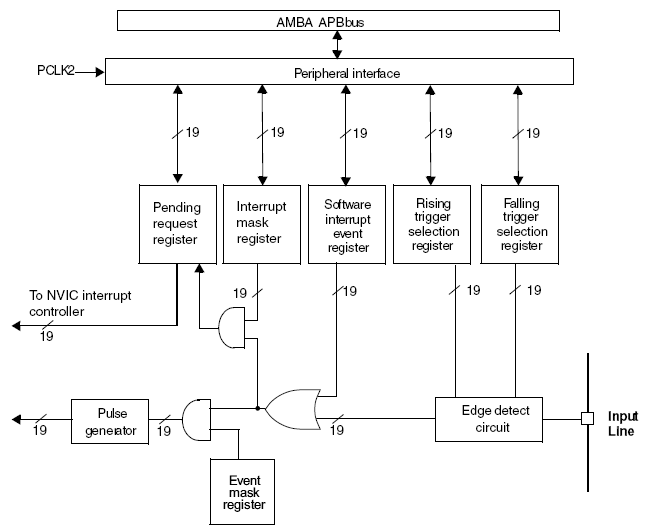 AMBA APB bus
PCLK2
Peripheral interface
19
19
19
19
19
Pending
request
register
Interrupt
mask
register
Software
interrupt
event
register
Rising
trigger
selection
register
Falling
trigger
selection
register
To NVIC interrupt
controller
19
19
19
19
19
Pulse
generator
19
19
19
Edge detect
circuit
Input
Line
Event
mask
register